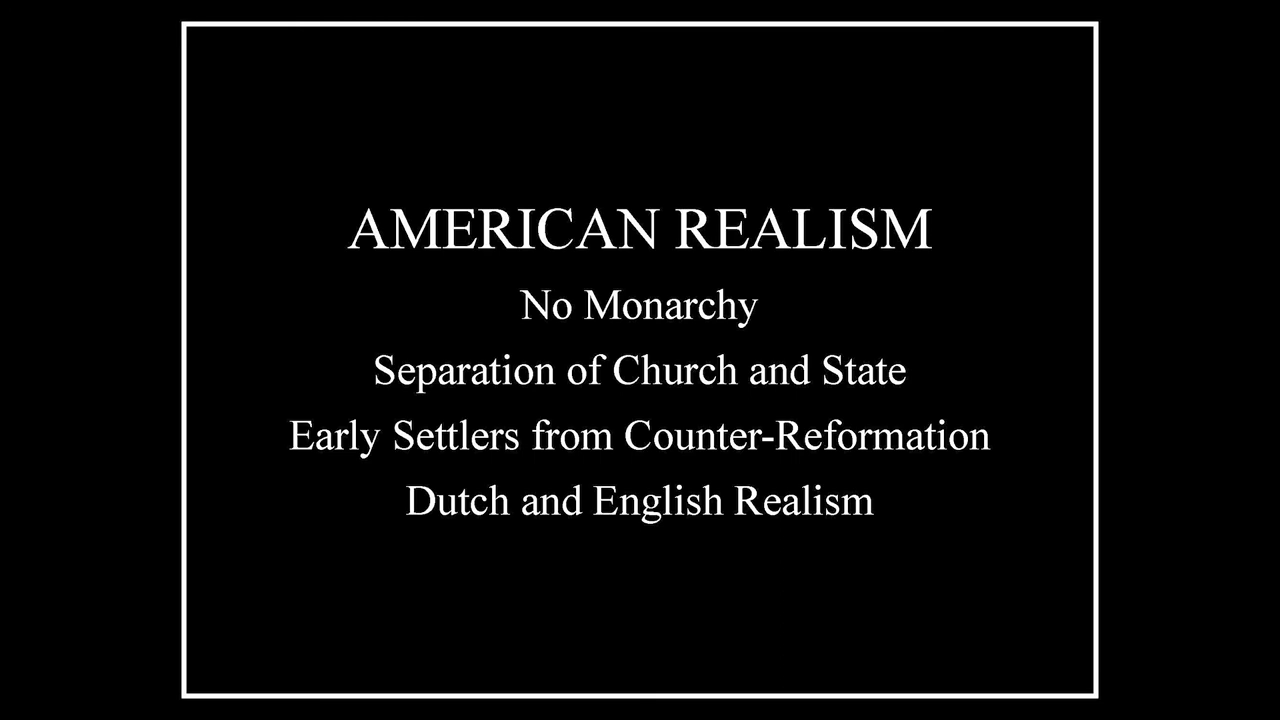 AMERICAN REALISM
No Monarchy
Separation of Church and State
Early Settlers from Counter-Reformation
Dutch and English Realism